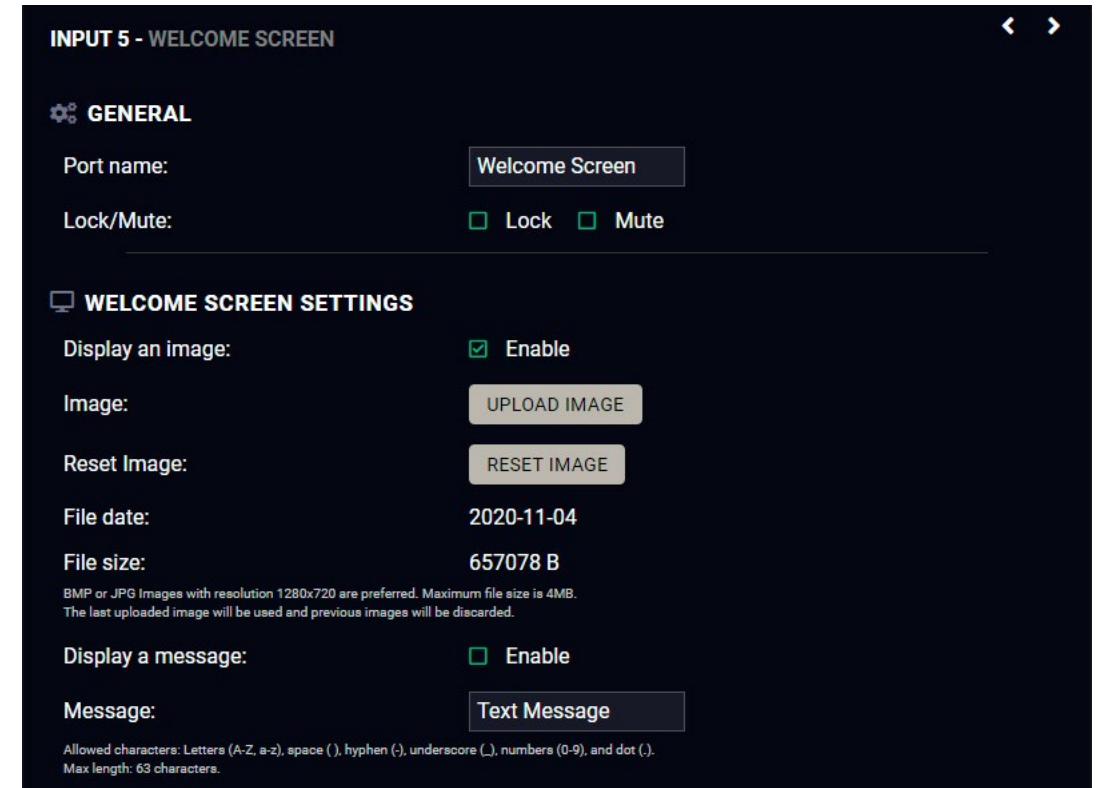 INPUT 5 - WELCOME SCREEN
GENERAL
Port name: Welcome Screen
Lock/Mute: Lock Mute
WELCOME SCREEN SETTINGS
Display an image: Enable
Image: UPLOAD IMAGE
Reset Image: RESET IMAGE
File date: 2020-11-04
File size: 657078 B
BMP or JPG Images with resolution 1280x720 are preferred. Maximum file size is 4MB.
The last uploaded image will be used and previous images will be discarded.
Display a message: Enable
Message: Text Message
Allowed characters: Letters (A-Z, a-z), space ( ), hyphen (-), underscore (_), numbers (0-9), and dot (.).
Max length: 63 characters.